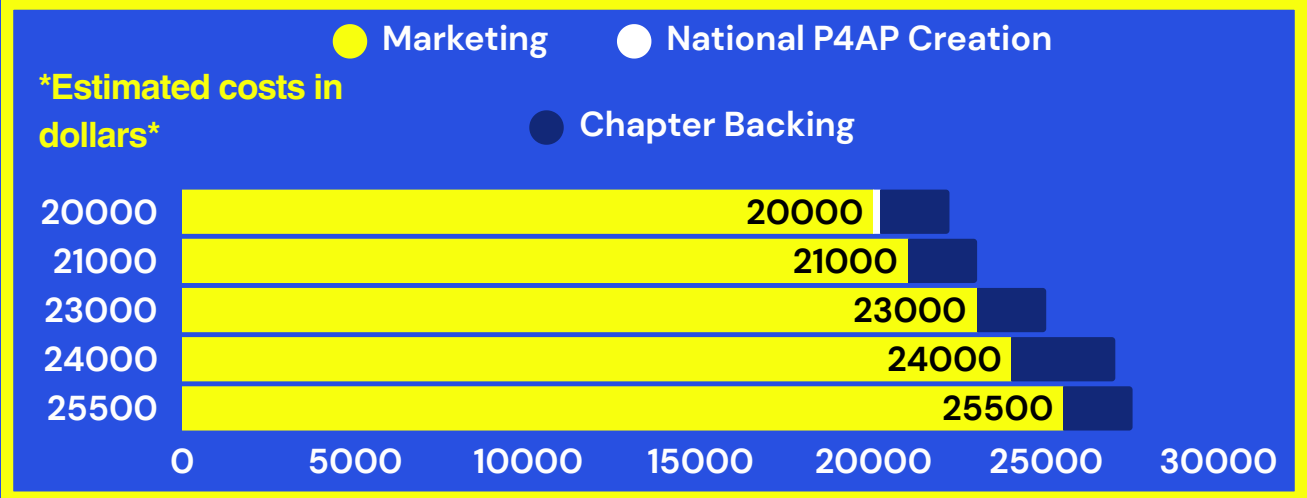 Marketing National P4AP Creation
*Estimated costs in
dollars*
Chapter Backing
20000 20000
21000 21000
23000 23000
24000 24000
25500 25500
0 5000 10000 15000 20000 25000 30000